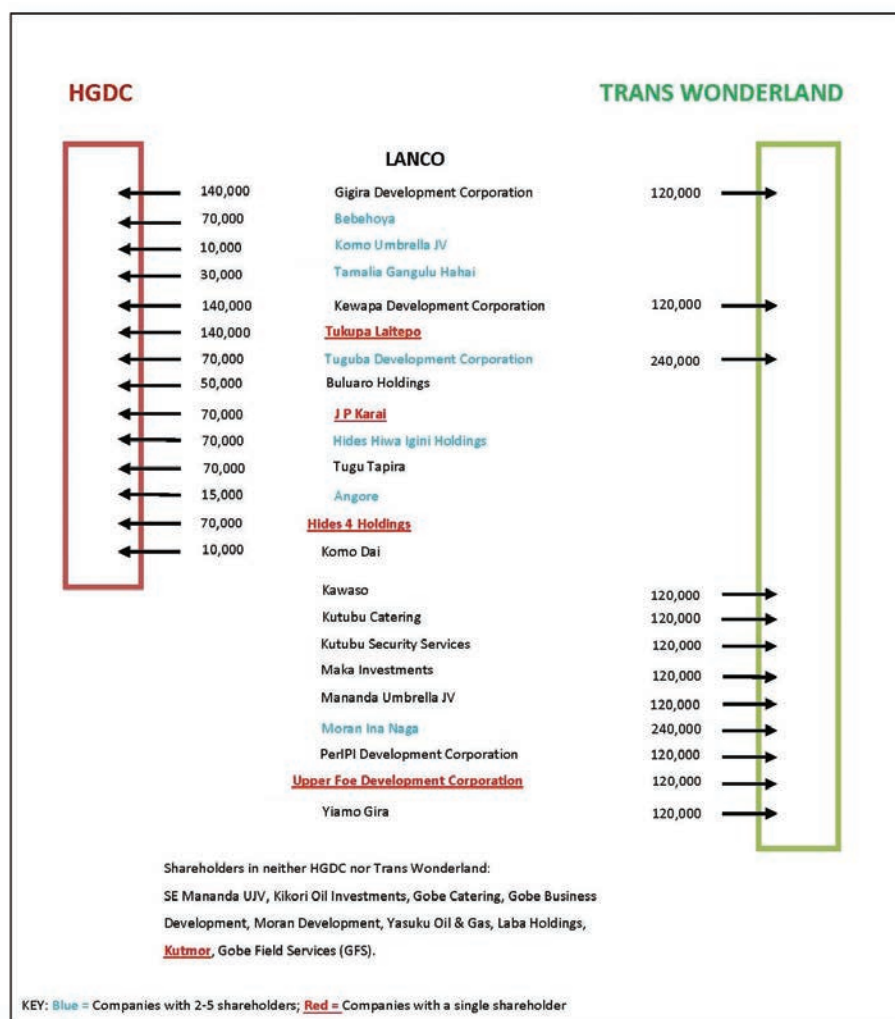 HGDC TRANS WONDERLAND
LANCO
140,000 Gigira Development Corporation 120,000
70,000 Bebehoya
10,000 Komo Umbrella JV
30,000 Tamalia Gangulu Hahai
140,000 Kewapa Development Corporation 120,000
140,000 Tukupa Laitepo
70,000 Tuguba Development Corporation 240,000
50,000 Buluaro Holdings
70,000 J P Karai
70,000 Hides Hiwa Igini Holdings
70,000 Tugu Tapira
15,000 Angore
70,000 Hides 4 Holdings
10,000 Komo Dai
Kawaso 120,000
Kutubu Catering 120,000
Kutubu Security Services 120,000
Maka Investments 120,000
Mananda Umbrella JV 120,000
Moran Ina Naga 240,000
PerIPI Development Corporation 120,000
Upper Foe Development Corporation 120,000
Yiamo Gira 120,000
Shareholders in neither HGDC nor Trans Wonderland:
SE Mananda UJV, Kikori Oil Investments, Gobe Catering, Gobe Business
Development, Moran Development, Yasuku Oil & Gas, Laba Holdings,
Kutmor, Gobe Field Services (GFS).
KEY: Blue = Companies with 2-5 shareholders; Red = Companies with a single shareholder